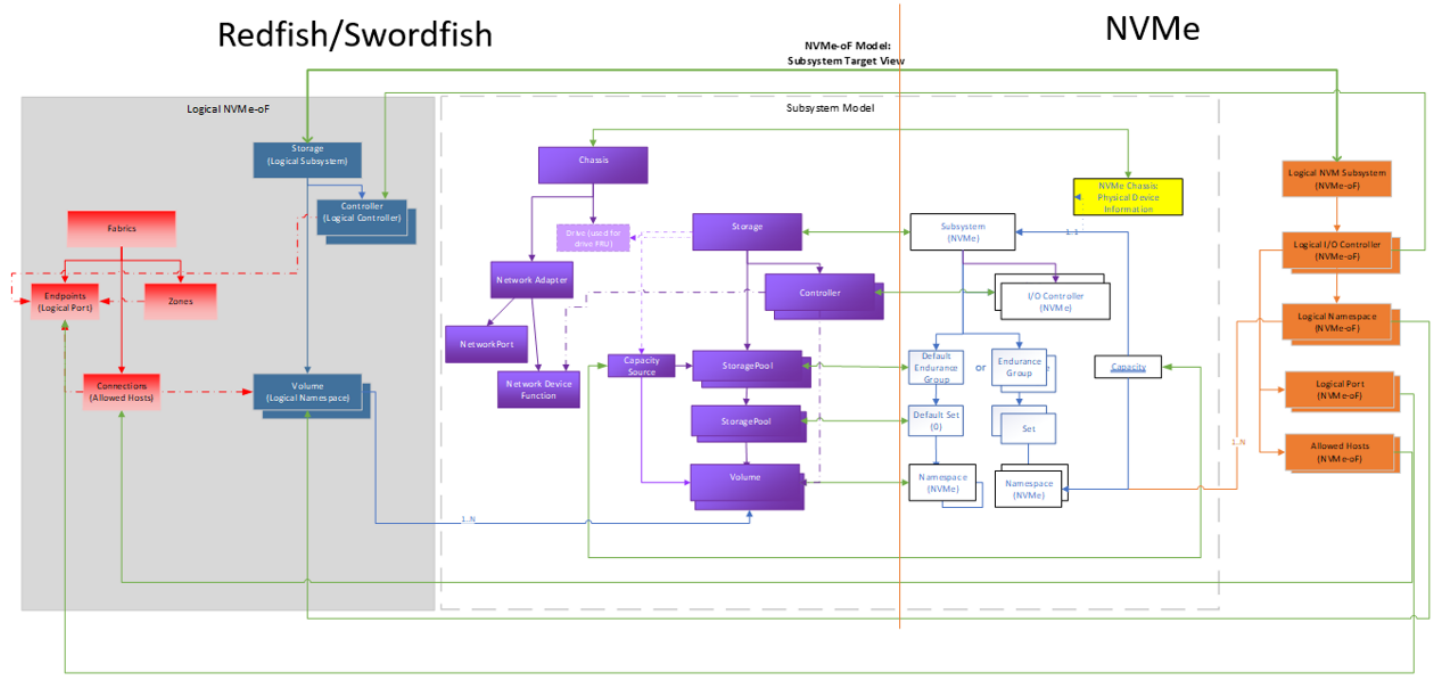 Redfish/Swordfish
NVMe
NVMe-oF Model:
Subsystem Target View
Logical NVMe-oF
Storage
(Logical Subsystem)
Controller
(Logical Controller)
Fabrics
Endpoints
(Logical Port)
Zones
Connections
(Allowed Hosts)
Volume
(Logical Namespace)
1..N
Subsystem Model
Chassis
Drive (used for
drive FRU)
Network Adapter
NetworkPort
Network Device
Function
Storage
Controller
Capacity
Source
StoragePool
StoragePool
Volume
NVMe Chassis:
Physical Device
Information
1:1
Subsystem
(NVMe)
I/O Controller
(NVMe)
Default
Endurance
Group
or
Endurance
Group
Capacity
Default Set
(0)
Set
Namespace
(NVMe)
Namespace
(NVMe)
Logical NVM Subsystem
(NVMe-oF)
Logical I/O Controller
(NVMe-oF)
Logical Namespace
(NVMe-oF)
Logical Port
(NVMe-oF)
Allowed Hosts
(NVMe-oF)
1..N